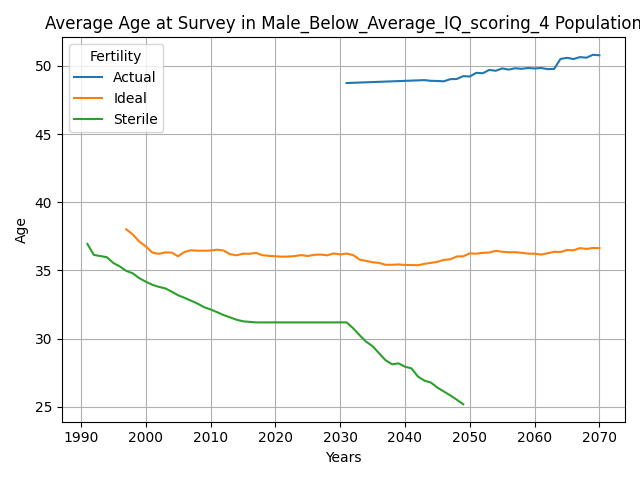 Average Age at Survey in Male_Below_Average_IQ_scoring_4 Population
Fertility
Actual
Ideal
Sterile
50
45
40
35
30
25
Age
1990 2000 2010 2020 2030 2040 2050 2060 2070
Years